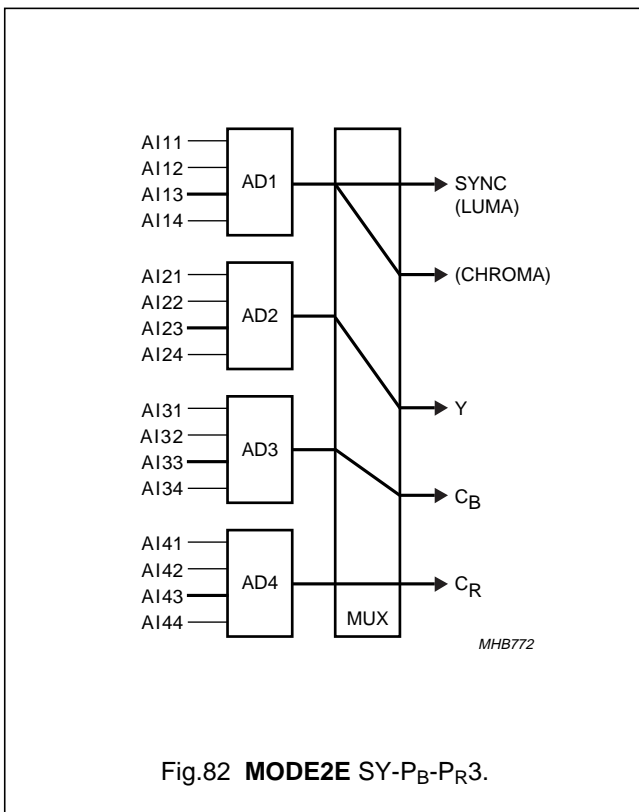 AI11
AI12
AI13
AI14
AD1
SYNC
(LUMA)
(CHROMA)
AI21
AI22
AI23
AI24
AD2
Y
AI31
AI32
AI33
AI34
AD3
CB
AI41
AI42
AI43
AI44
AD4
CR
MUX
MHB772
Fig.82 MODE2E SY-PB-PR3.